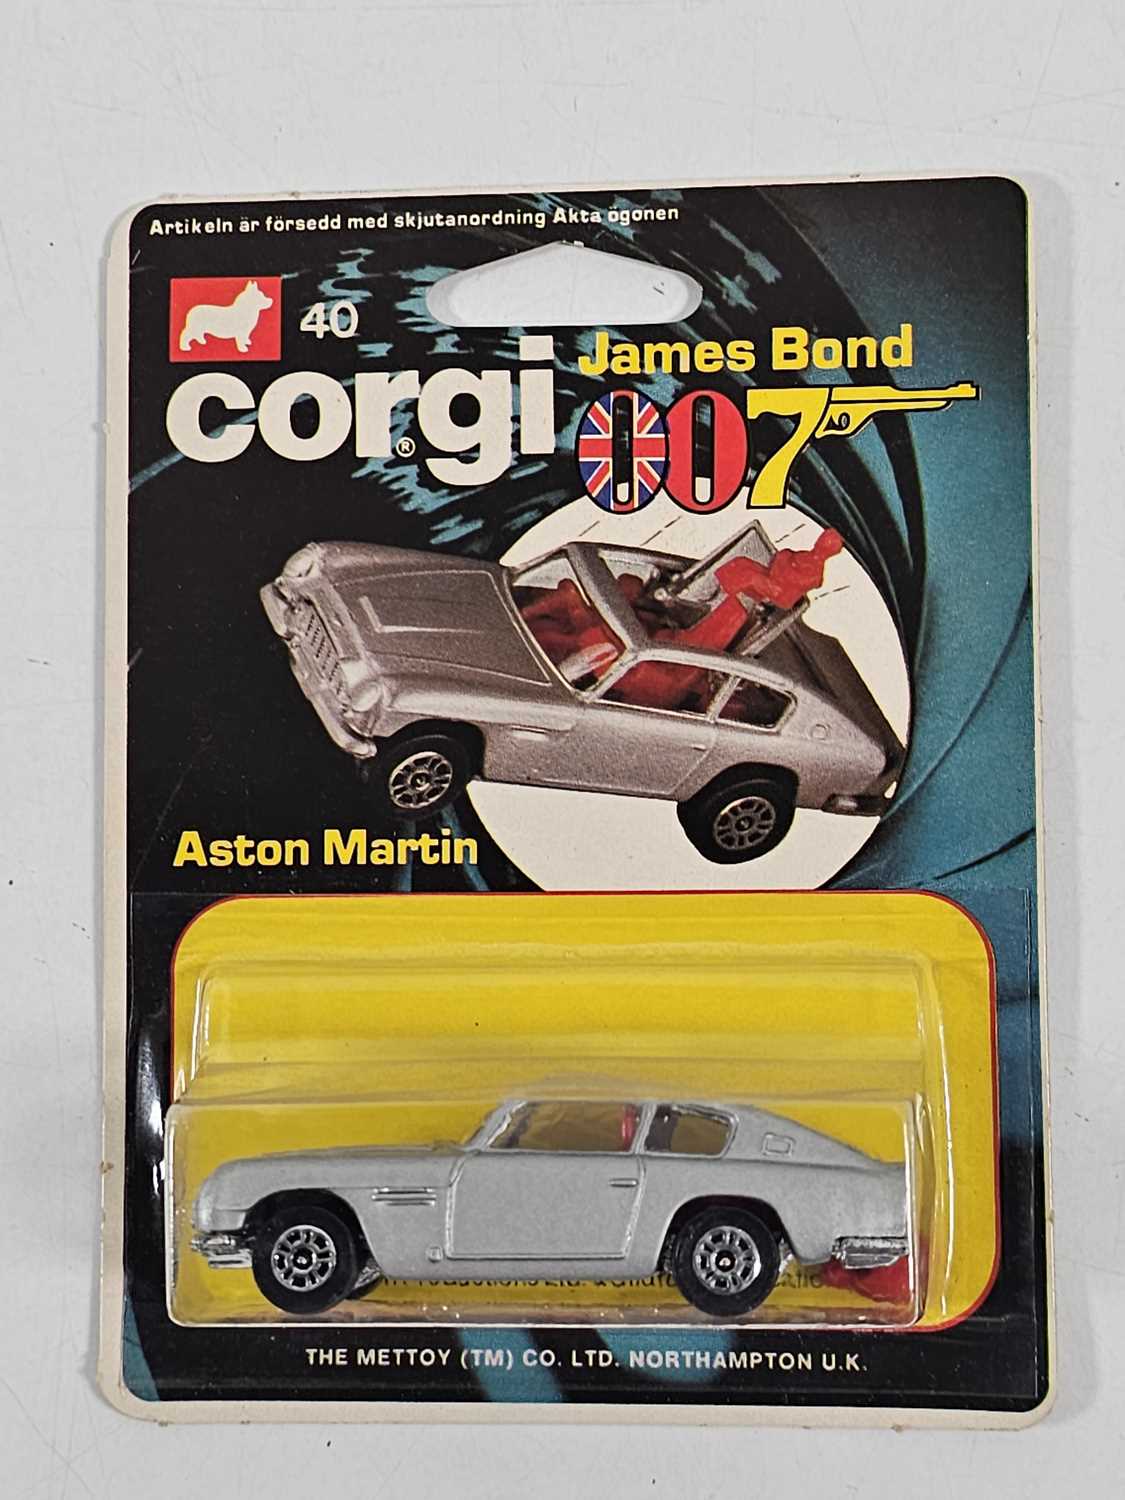 Artikeln är försedd med skjutanordning Akta ögonen
40
corgi®
James Bond
007
Aston Martin
THE METTOY (TM) CO. LTD. NORTHAMPTON U.K.